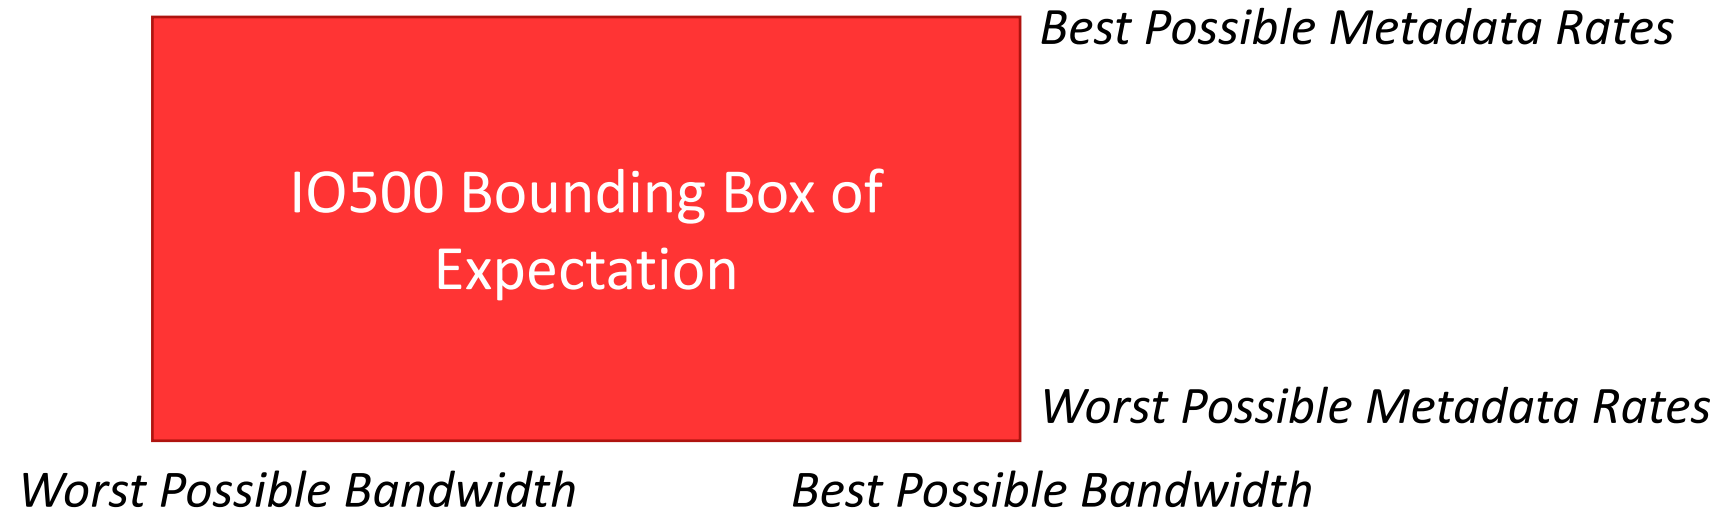 Best Possible Metadata Rates
IO500 Bounding Box of
Expectation
Worst Possible Metadata Rates
Worst Possible Bandwidth
Best Possible Bandwidth